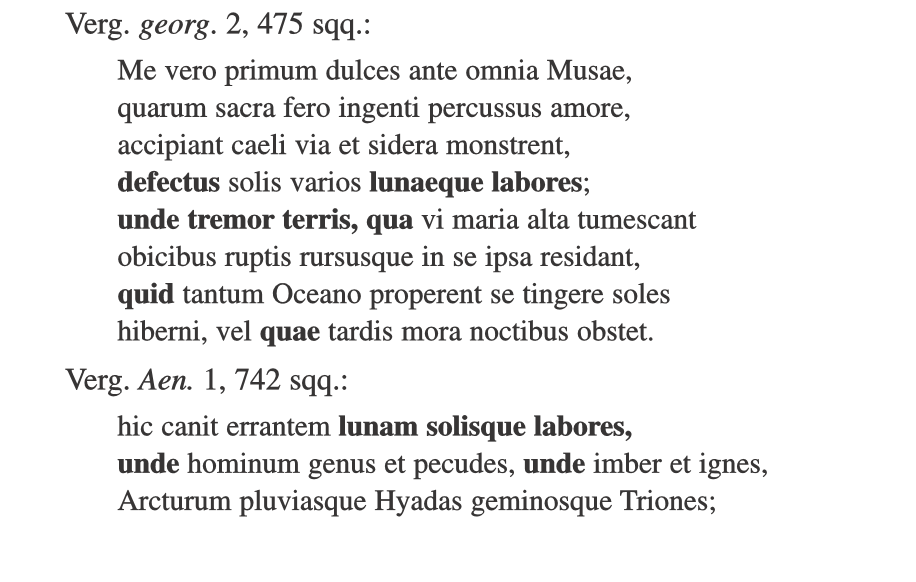 Verg. georg. 2, 475 sqq.:
Me vero primum dulces ante omnia Musae,
quarum sacra fero ingenti percussus amore,
accipiant caeli via et sidera monstrent,
defectus solis varios lunaeque labores;
unde tremor terris, qua vi maria alta tumescant
obicibus ruptis rursusque in se ipsa residant,
quid tantum Oceano properent se tingere soles
hiberni, vel quae tardis mora noctibus obstet.
Verg. Aen. 1, 742 sqq.:
hic canit errantem lunam solisque labores,
unde hominum genus et pecudes, unde imber et ignes,
Arcturum pluviasque Hyadas geminosque Triones;